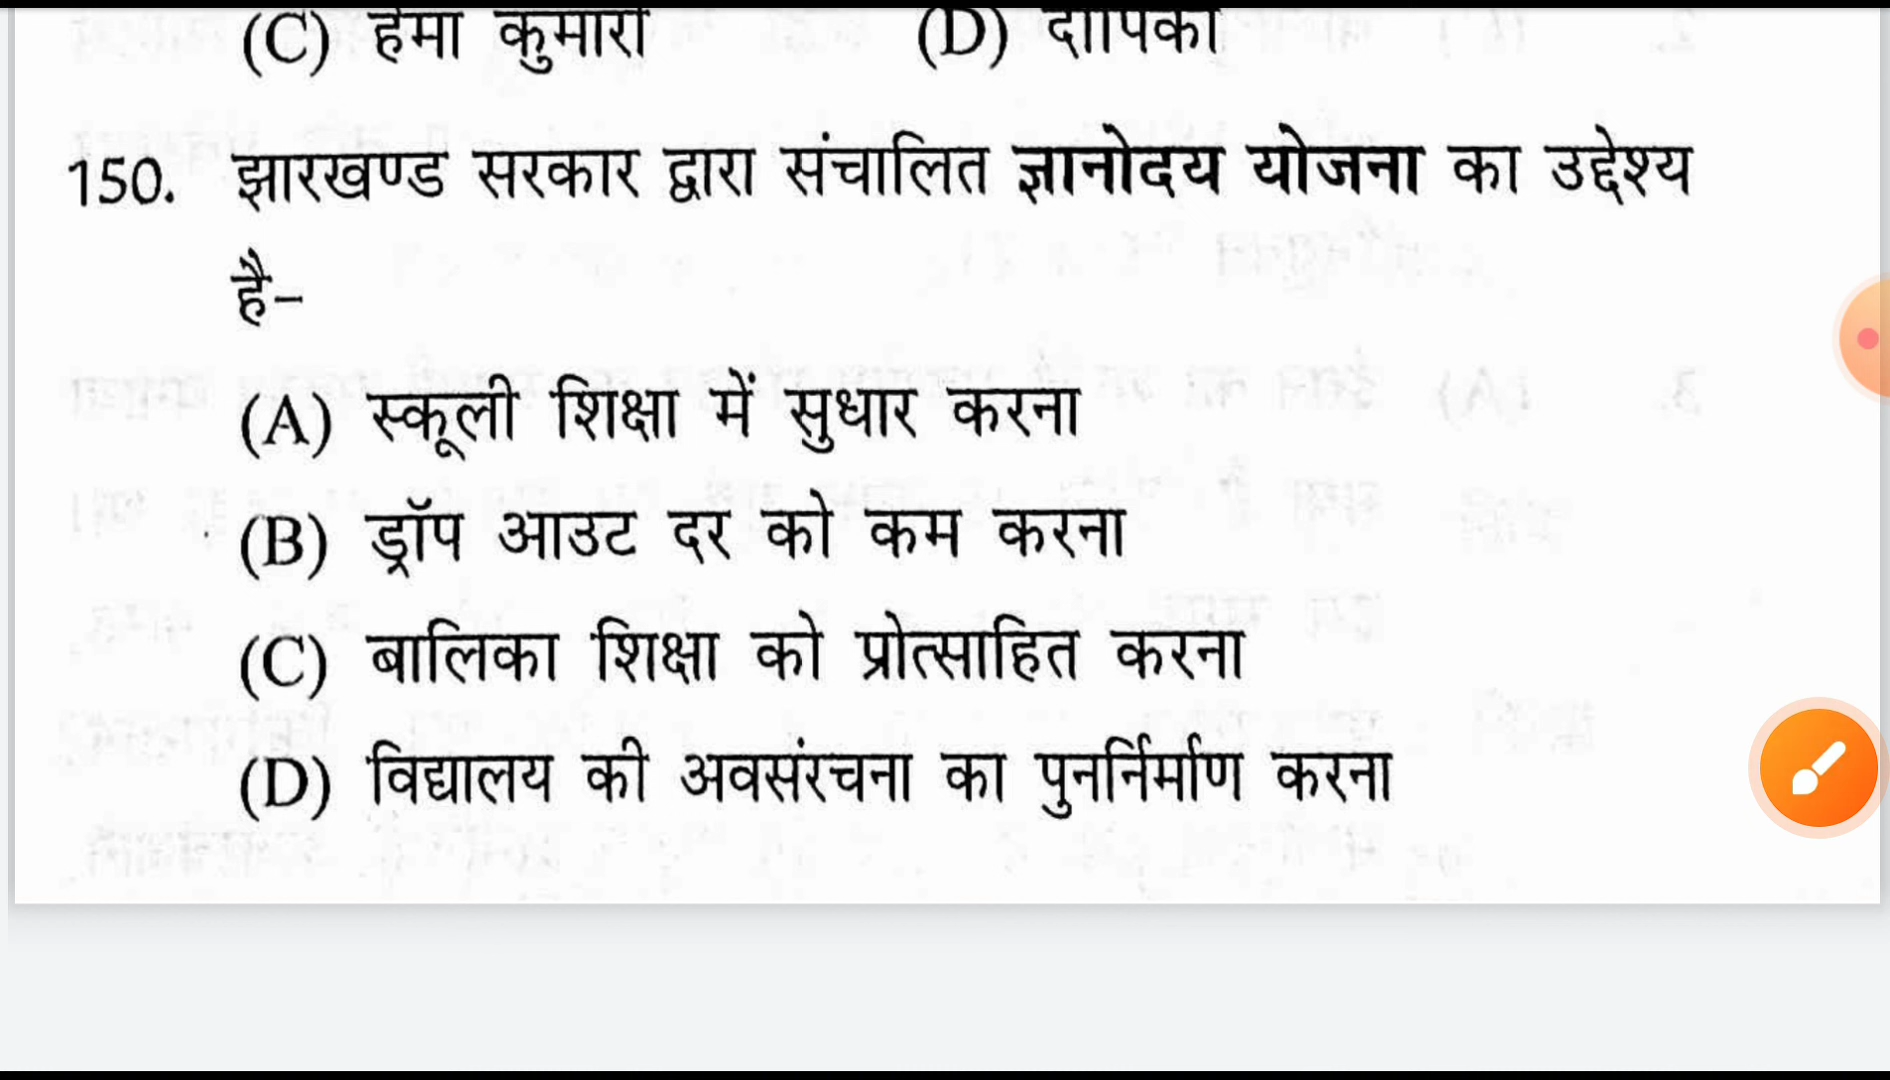 (C) हेमा कुमारी (D) दीपिका
150. झारखण्ड सरकार द्वारा संचालित ज्ञानोदय योजना का उद्देश्य
है–
(A) स्कूली शिक्षा में सुधार करना
(B) ड्रॉप आउट दर को कम करना
(C) बालिका शिक्षा को प्रोत्साहित करना
(D) विद्यालय की अवसंरचना का पुनर्निर्माण करना